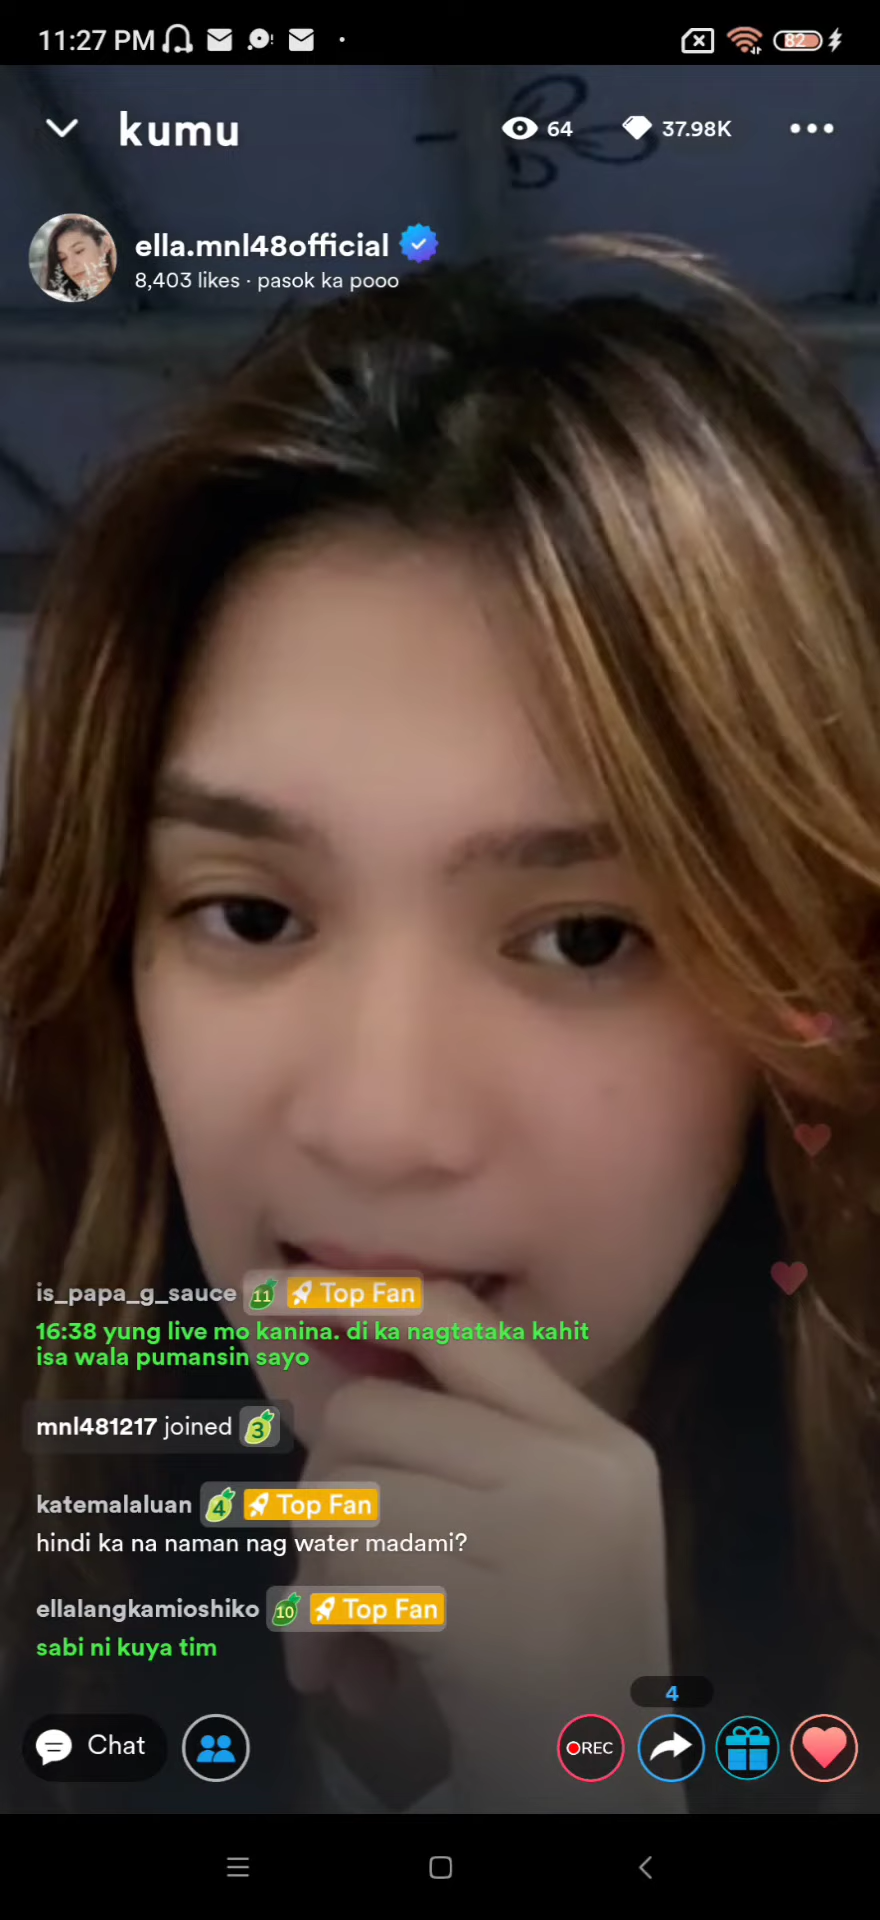 11:27 PM
82
kumu
64
37.98K
ella.mnl48official
8,403 likes · pasok ka pooo
is_papa_g_sauce 11 Top Fan
16:38 yung live mo kanina. di ka nagtataka kahit
isa wala pumansin sayo
mnl481217 joined 3
katemalaluan 4 Top Fan
hindi ka na naman nag water madami?
ellalangkamioshiko 10 Top Fan
sabi ni kuya tim
4
Chat
REC